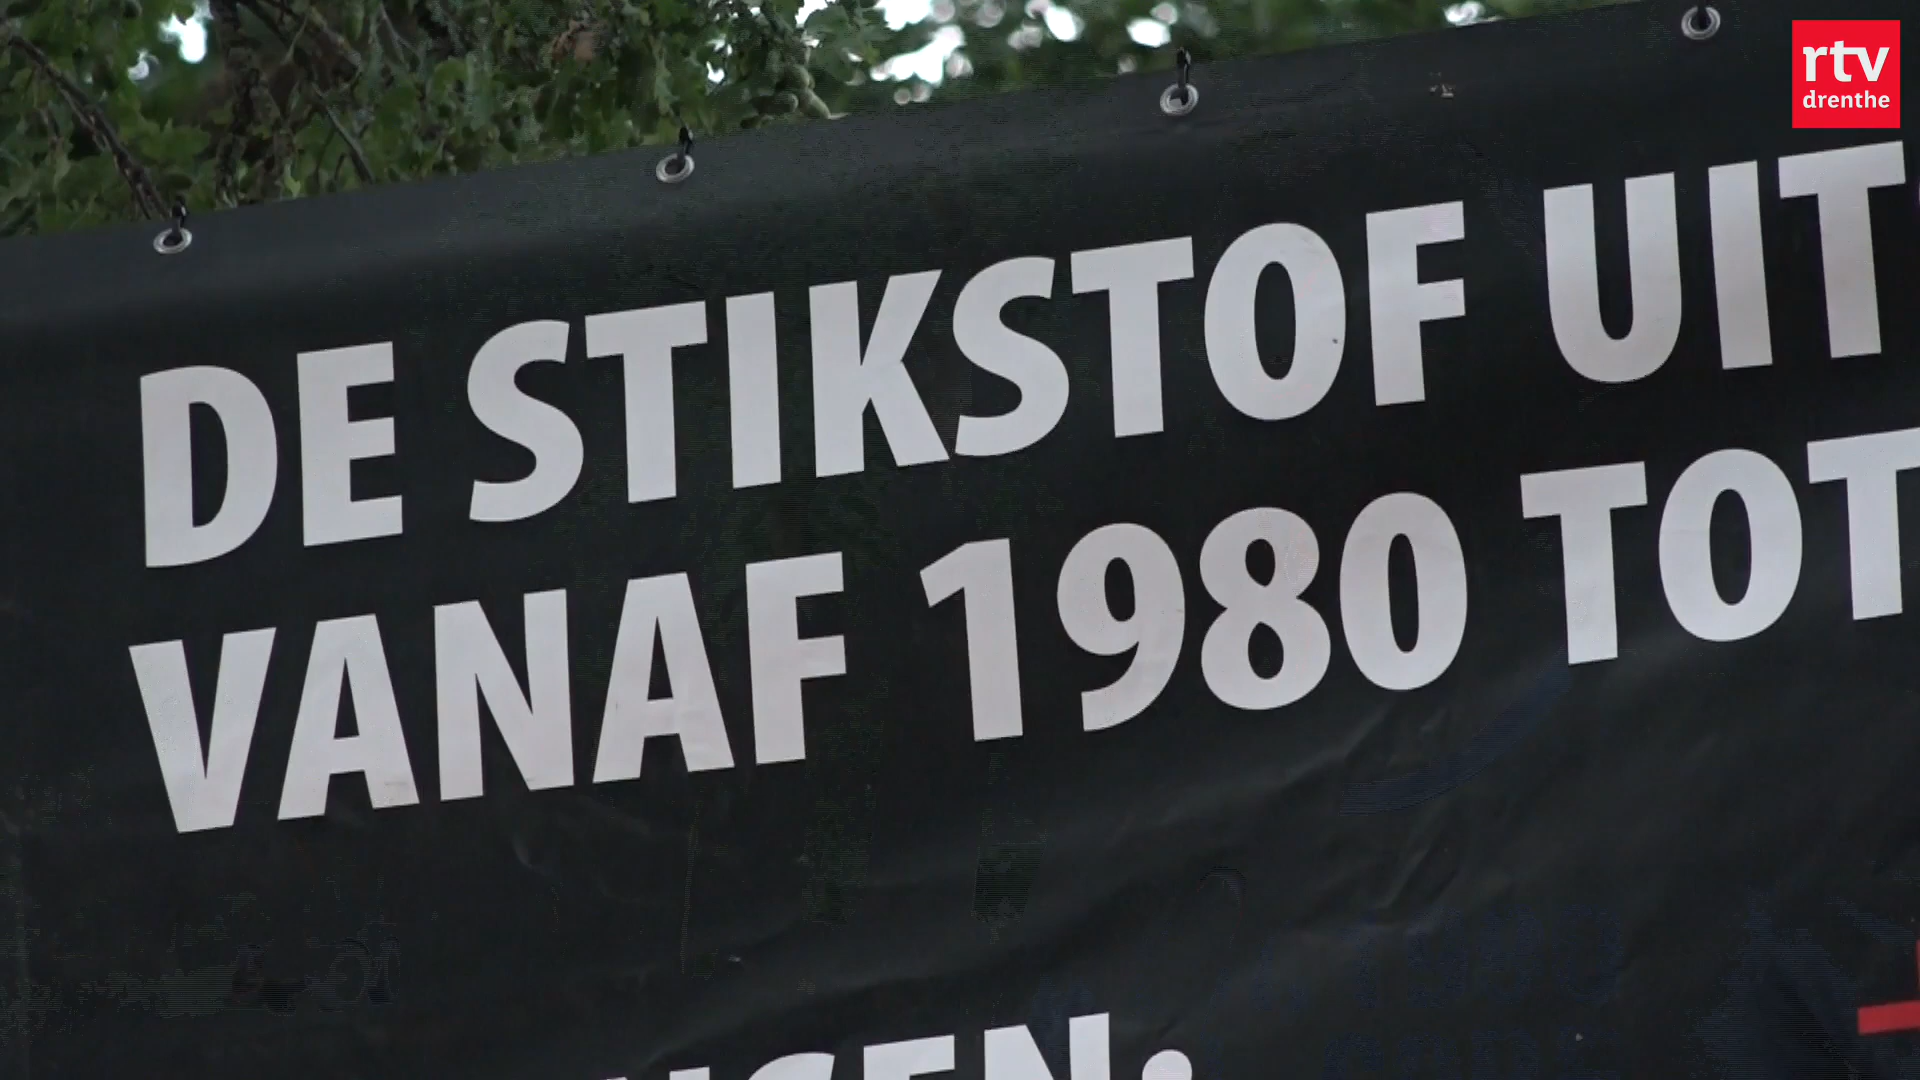 rtv
drenthe
DE STIKSTOF UIT
VANAF 1980 TOT